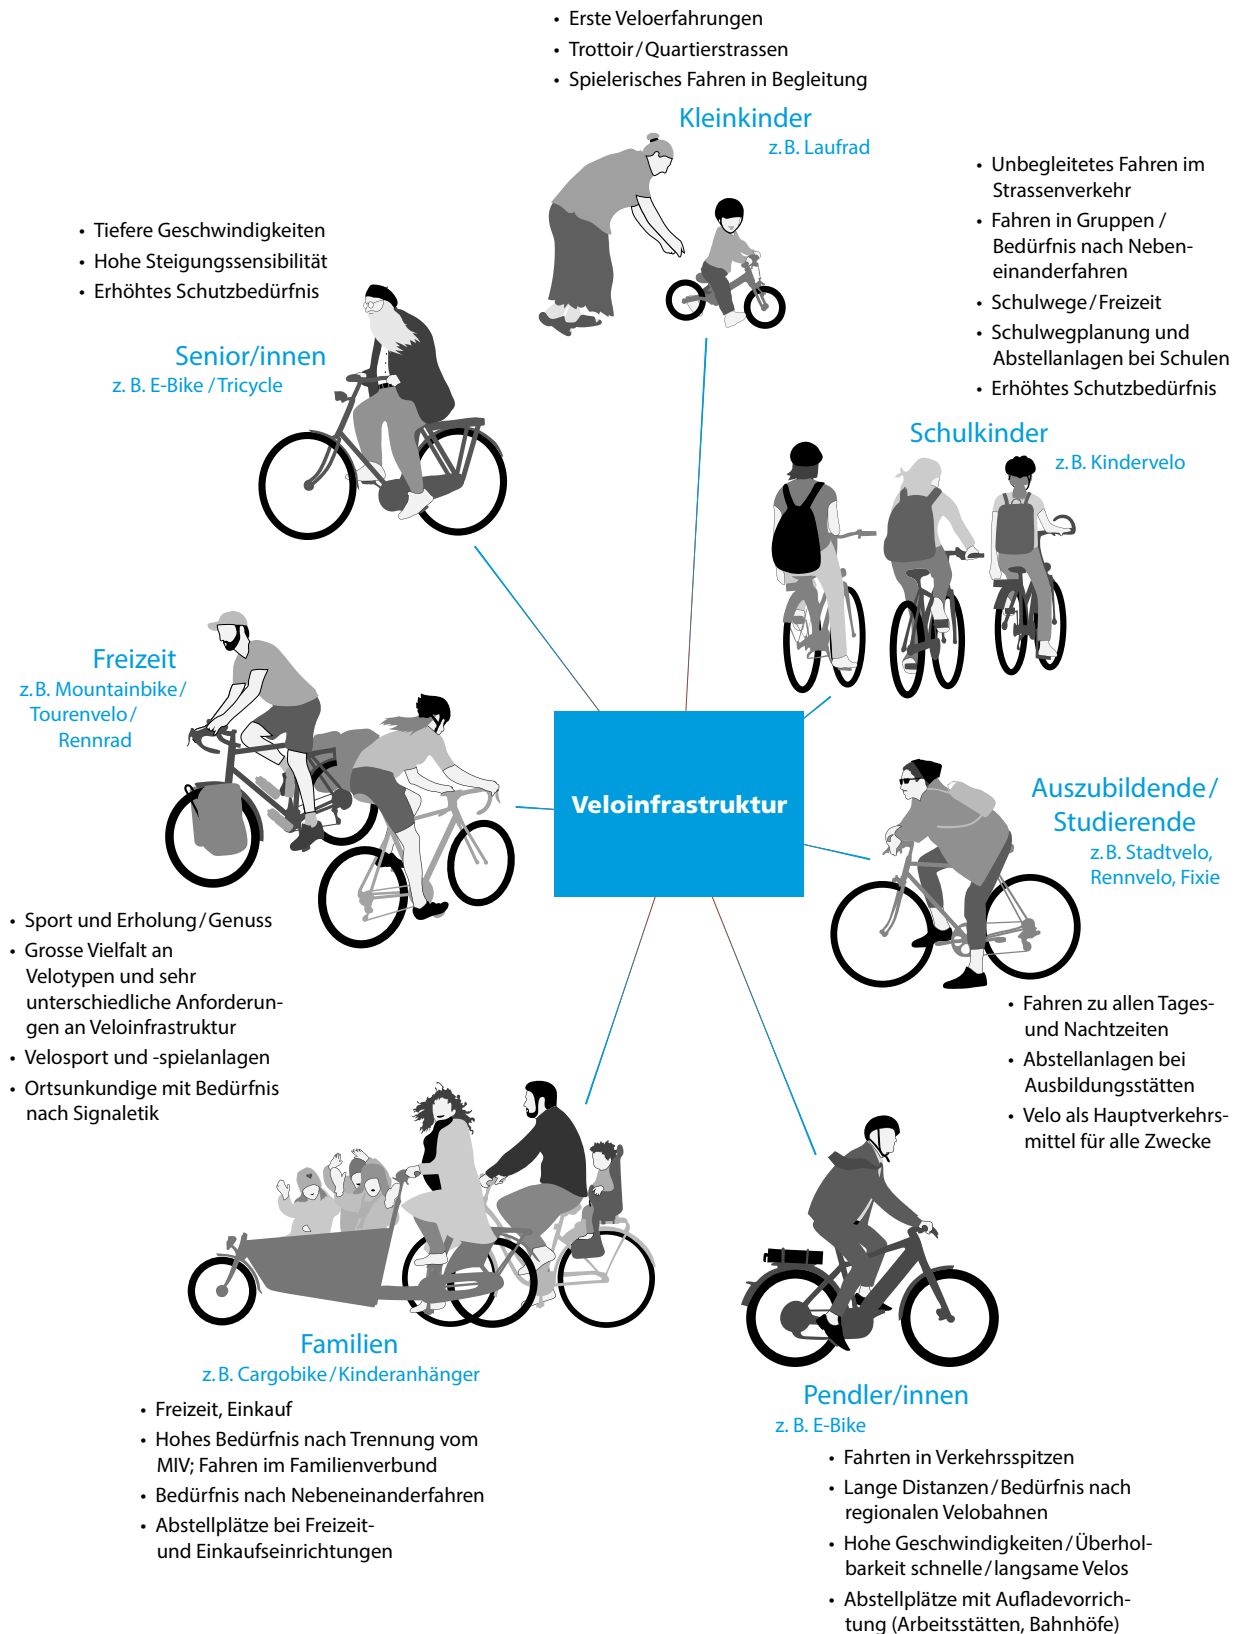 • Erste Veloerfahrungen
• Trottoir/Quartierstrassen
• Spielerisches Fahren in Begleitung
Kleinkinder
z.B. Laufrad
• Unbegleitetes Fahren im
Strassenverkehr
• Fahren in Gruppen /
Bedürfnis nach Neben-
einanderfahren
• Schulwege/Freizeit
• Schulwegplanung und
Abstellanlagen bei Schulen
• Erhöhtes Schutzbedürfnis
Schulkinder
z.B. Kindervelo
• Tiefere Geschwindigkeiten
• Hohe Steigungssensibilität
• Erhöhtes Schutzbedürfnis
Senior/innen
z. B. E-Bike /Tricycle
Freizeit
z.B. Mountainbike/
Tourenvelo/
Rennrad
• Sport und Erholung/Genuss
• Grosse Vielfalt an
Velotypen und sehr
unterschiedliche Anforderun-
gen an Veloinfrastruktur
• Velosport und -spielanlagen
• Ortsunkundige mit Bedürfnis
nach Signaletik
Veloinfrastruktur
Auszubildende/
Studierende
z.B. Stadtvelo,
Rennvelo, Fixie
• Fahren zu allen Tages-
und Nachtzeiten
• Abstellanlagen bei
Ausbildungsstätten
• Velo als Hauptverkehrs-
mittel für alle Zwecke
Familien
z.B. Cargobike/Kinderanhänger
• Freizeit, Einkauf
• Hohes Bedürfnis nach Trennung vom
MIV; Fahren im Familienverbund
• Bedürfnis nach Nebeneinanderfahren
• Abstellplätze bei Freizeit-
und Einkaufseinrichtungen
Pendler/innen
z. B. E-Bike
• Fahrten in Verkehrsspitzen
• Lange Distanzen/Bedürfnis nach
regionalen Velobahnen
• Hohe Geschwindigkeiten/Überhol-
barkeit schnelle/langsame Velos
• Abstellplätze mit Aufladevorrich-
tung (Arbeitsstätten, Bahnhöfe)